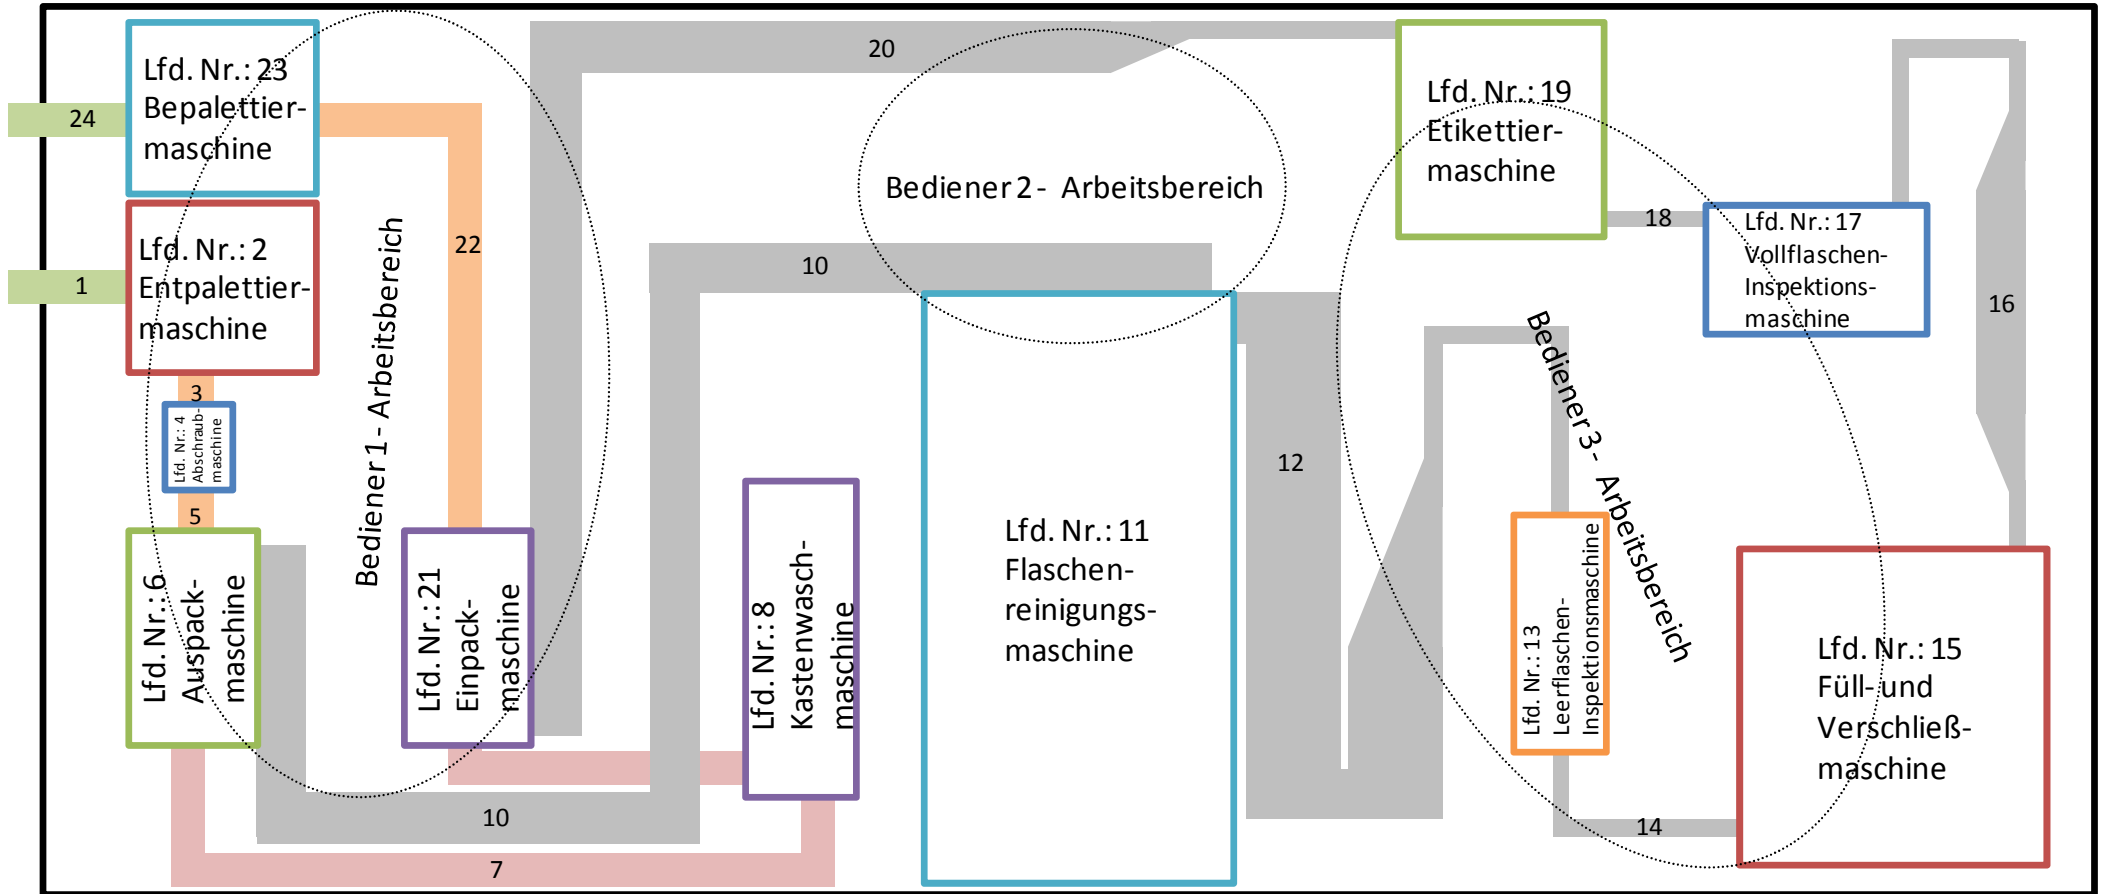 24
Lfd. Nr.: 23
Bepalettier-
maschine
1
Lfd. Nr.: 2
Entpalettier-
maschine
3
Lfd. Nr.: 4
Abschraub-
maschine
5
Lfd. Nr.: 6
Auspack-
maschine
7
Bediener 1 - Arbeitsbereich
22
Lfd. Nr.: 21
Einpack-
maschine
10
Lfd. Nr.: 8
Kastenwasch-
maschine
20
Bediener 2 - Arbeitsbereich
10
Lfd. Nr.: 11
Flaschen-
reinigungs-
maschine
12
Lfd. Nr.: 19
Etikettier-
maschine
18
Lfd. Nr.: 17
Vollflaschen-
Inspektions-
maschine
16
Bediener 3 - Arbeitsbereich
Lfd. Nr.: 13
Leerflaschen-
Inspektionsmaschine
14
Lfd. Nr.: 15
Füll- und
Verschließ-
maschine